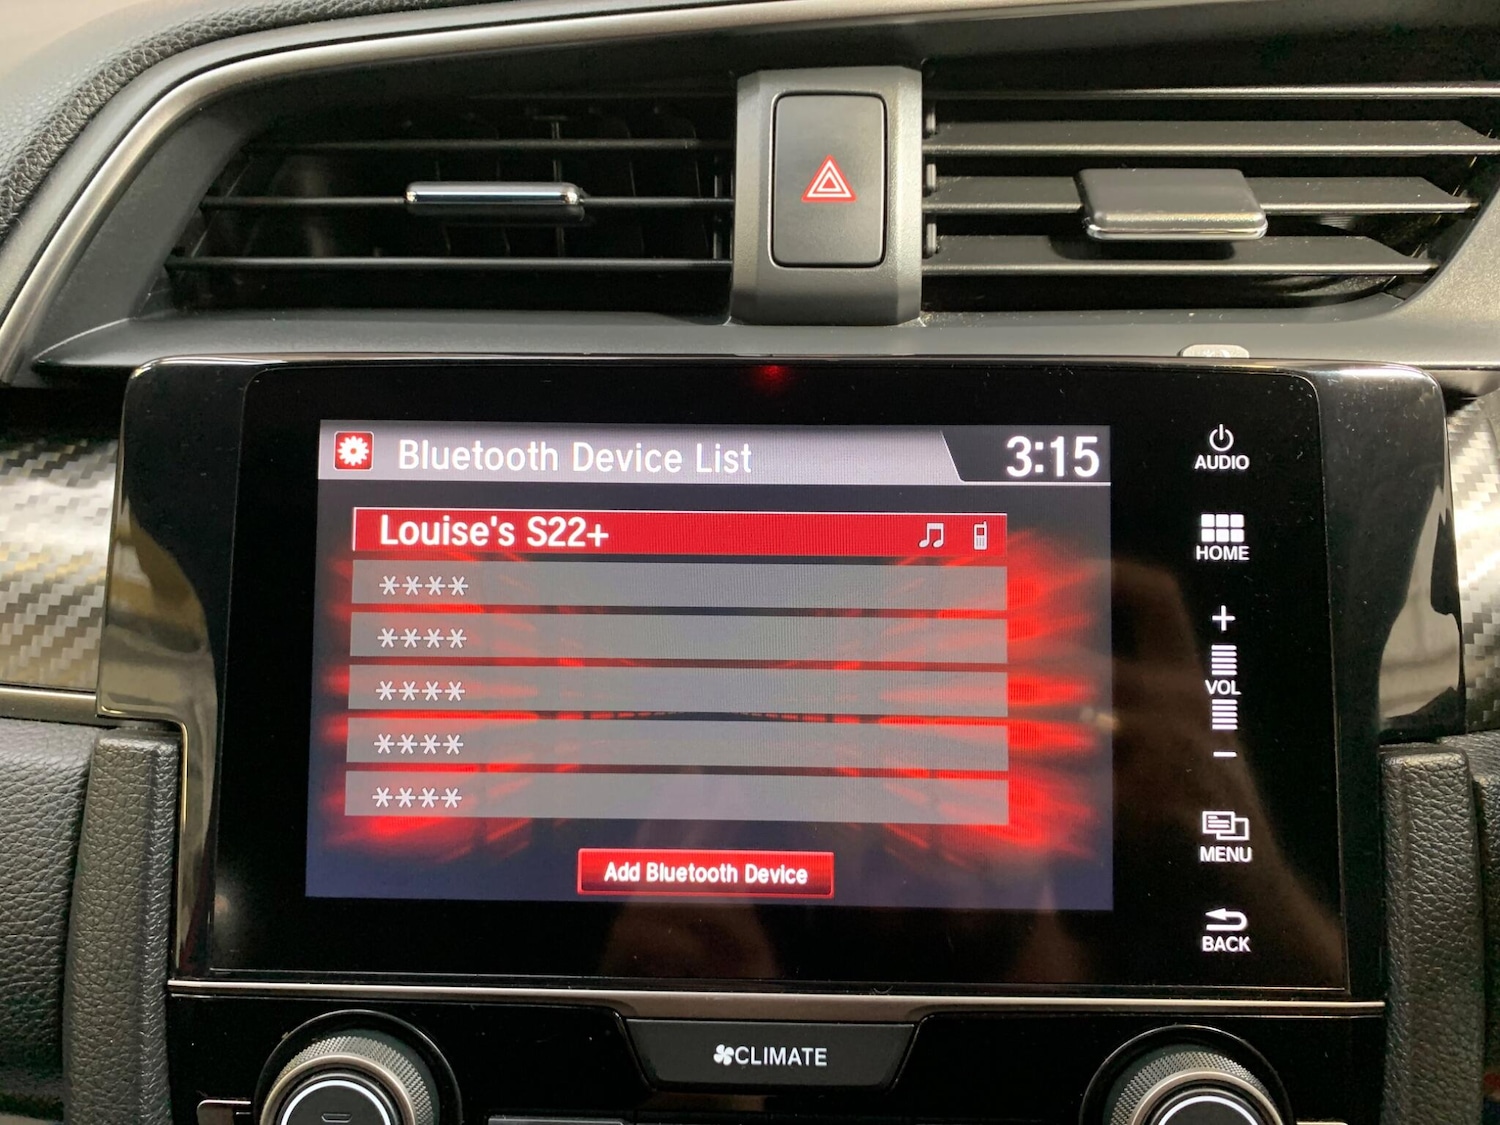 Bluetooth Device List
3:15
Louise's S22+
****
****
****
****
****
Add Bluetooth Device
AUDIO
HOME
+
VOL
-
MENU
BACK
CLIMATE